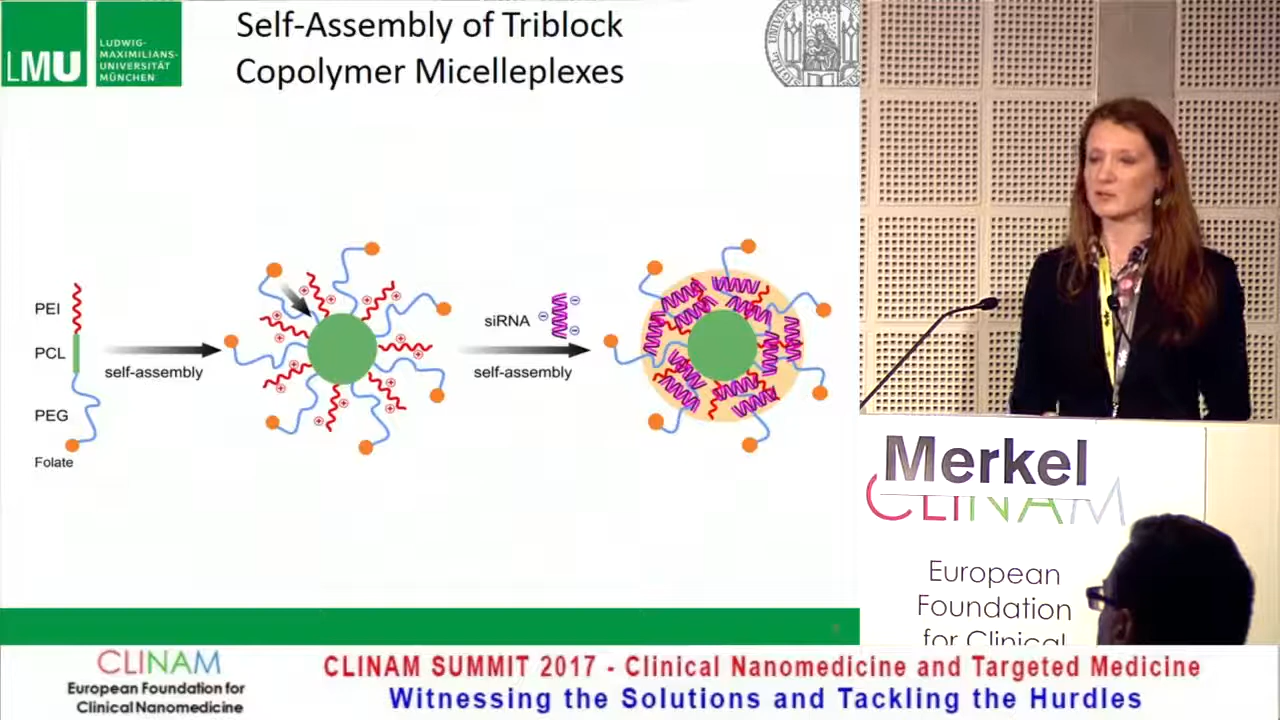 LMU
LUDWIG-
MAXIMILIANS-
UNIVERSITÄT
MÜNCHEN
Self-Assembly of Triblock
Copolymer Micelleplexes
PEI
PCL
PEG
Folate
self-assembly
siRNA
self-assembly
Merkel
CLINAM
European
Foundation
for Clinical
CLINAM
European Foundation for
Clinical Nanomedicine
CLINAM SUMMIT 2017 - Clinical Nanomedicine and Targeted Medicine
Witnessing the Solutions and Tackling the Hurdles